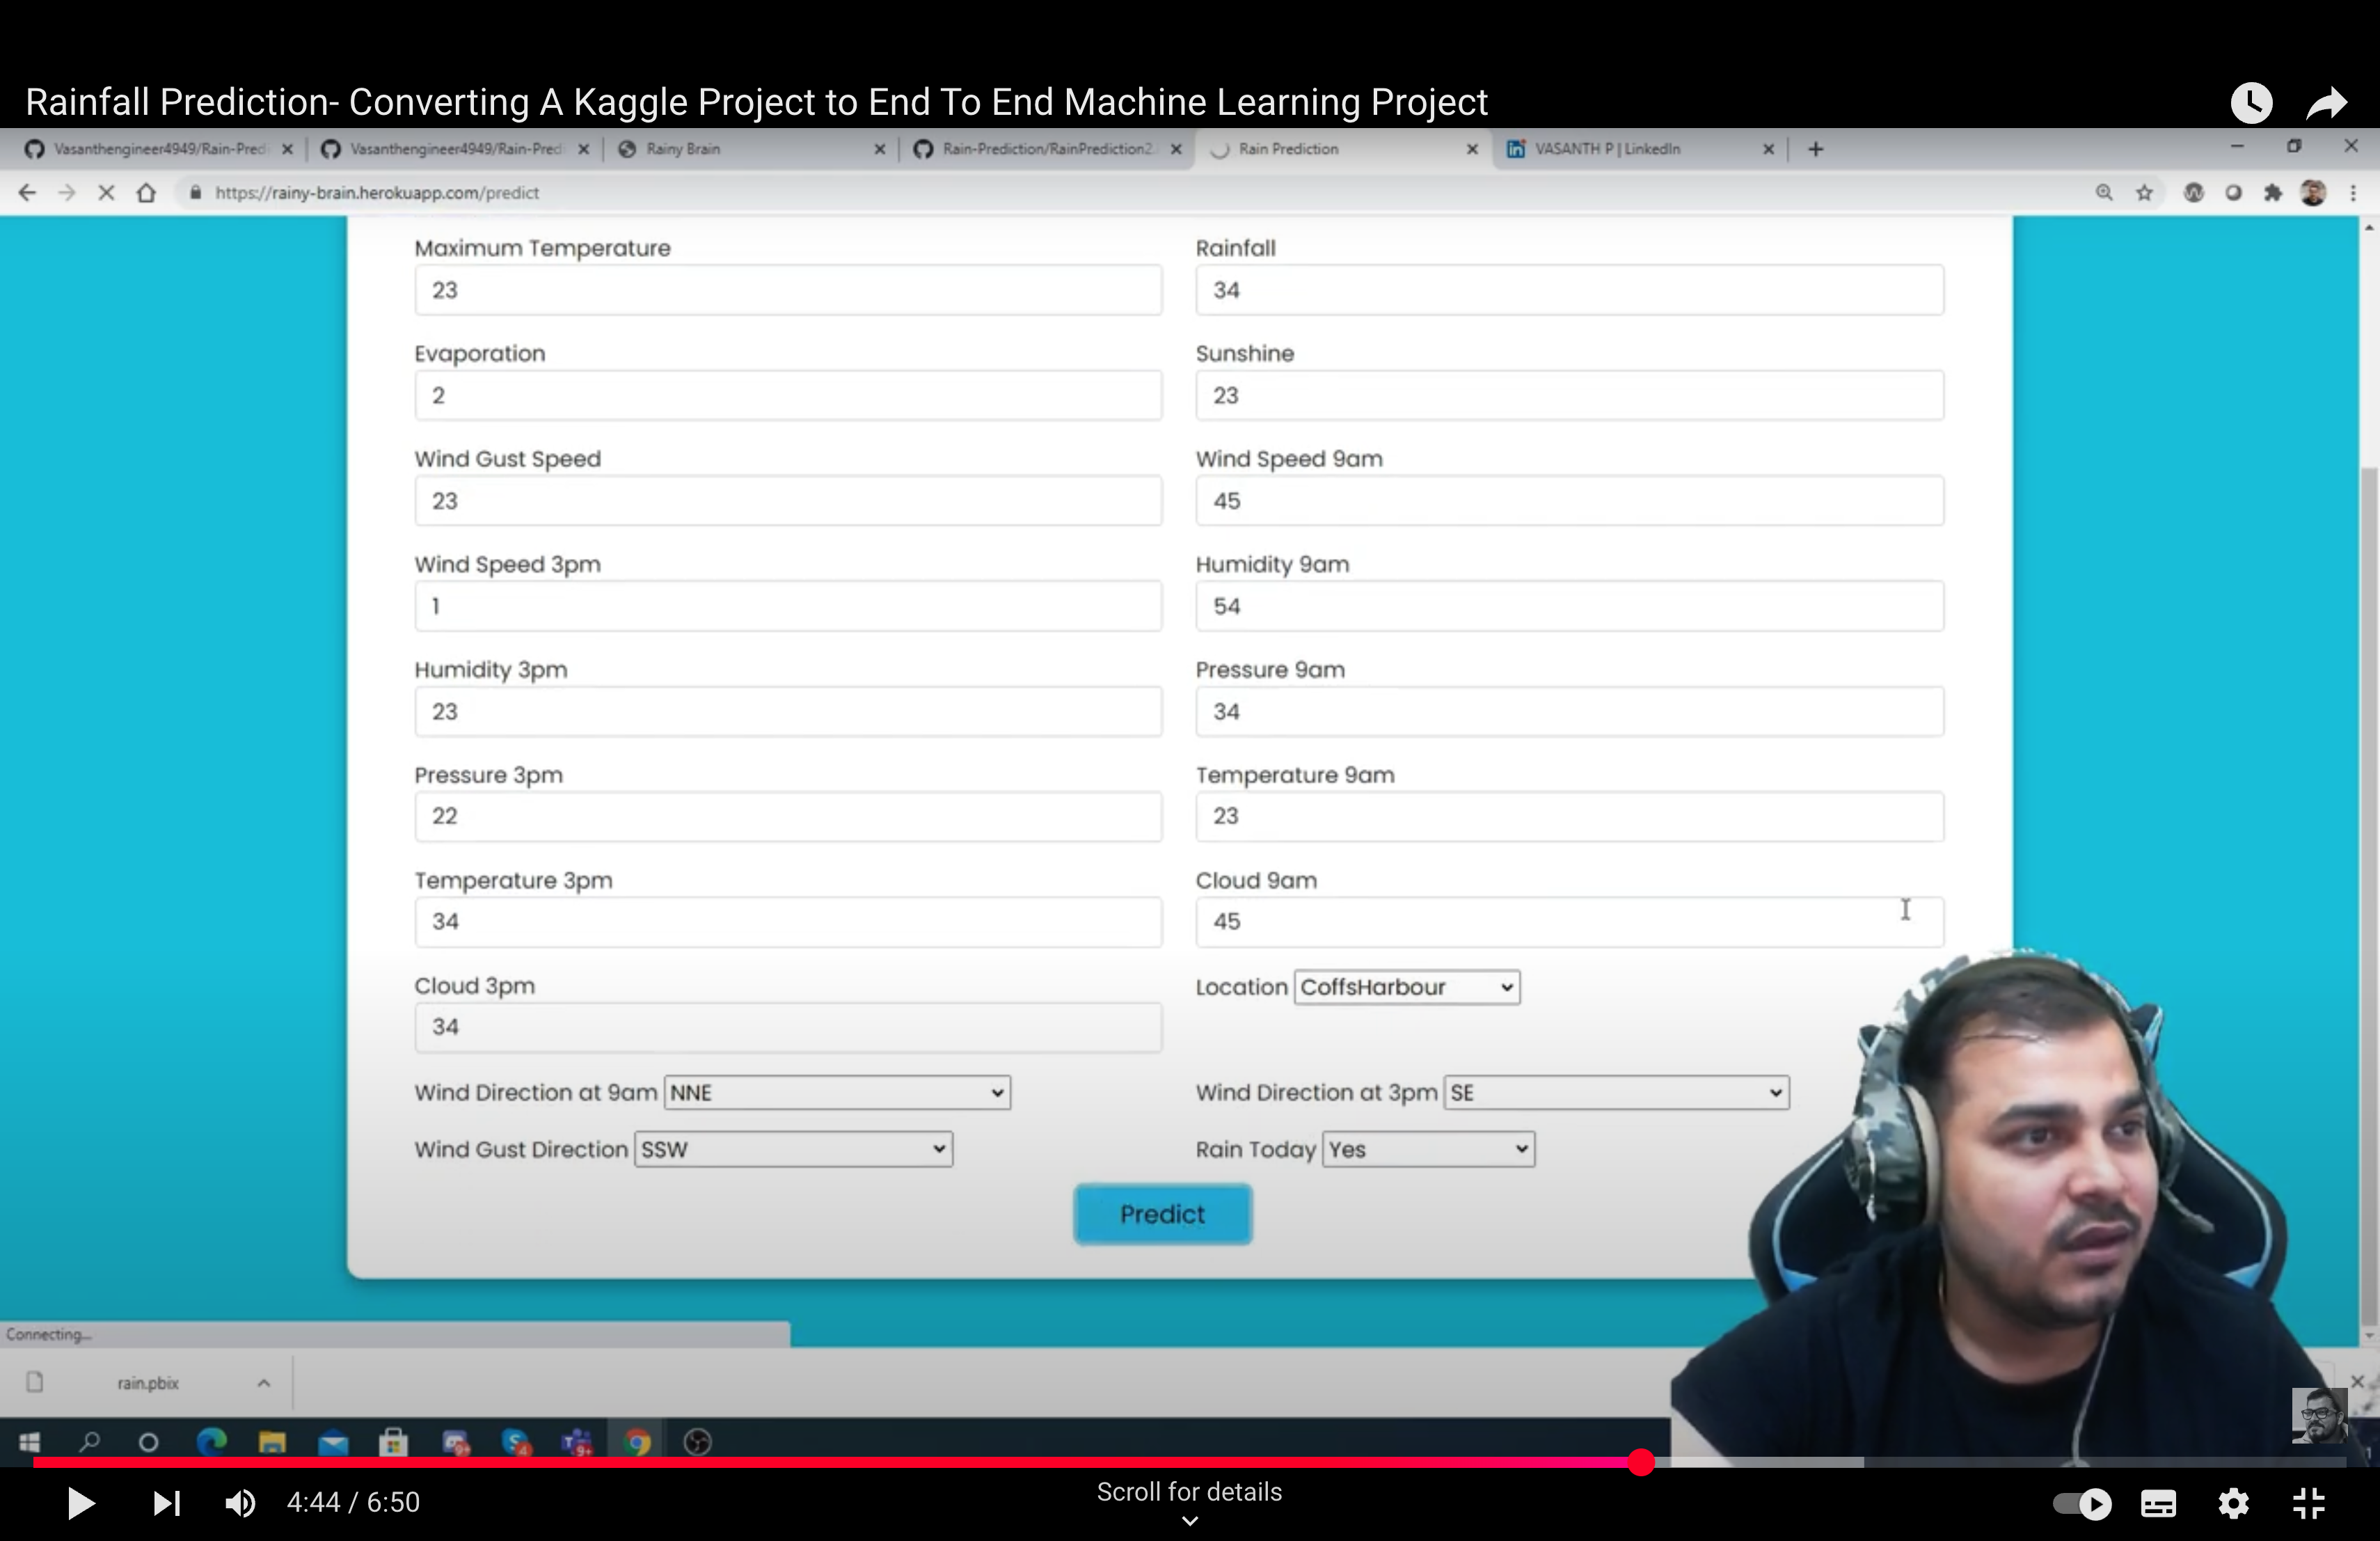 Rainfall Prediction- Converting A Kaggle Project to End To End Machine Learning Project
Vasanthengineer4949/Rain-Pred
Vasanthengineer4949/Rain-Pred
Rainy Brain
Rain-Prediction/RainPrediction2.
Rain Prediction
VASANTH P | LinkedIn
https://rainy-brain.herokuapp.com/predict
Maximum Temperature
Rainfall
23
34
Evaporation
Sunshine
2
23
Wind Gust Speed
Wind Speed 9am
23
45
Wind Speed 3pm
Humidity 9am
1
54
Humidity 3pm
Pressure 9am
23
34
Pressure 3pm
Temperature 9am
22
23
Temperature 3pm
Cloud 9am
34
45
Cloud 3pm
Location CoffsHarbour
34
Wind Direction at 9am NNE
Wind Direction at 3pm SE
Wind Gust Direction SSW
Rain Today Yes
Predict
Connecting...
rain.pbix
4:44 / 6:50
Scroll for details